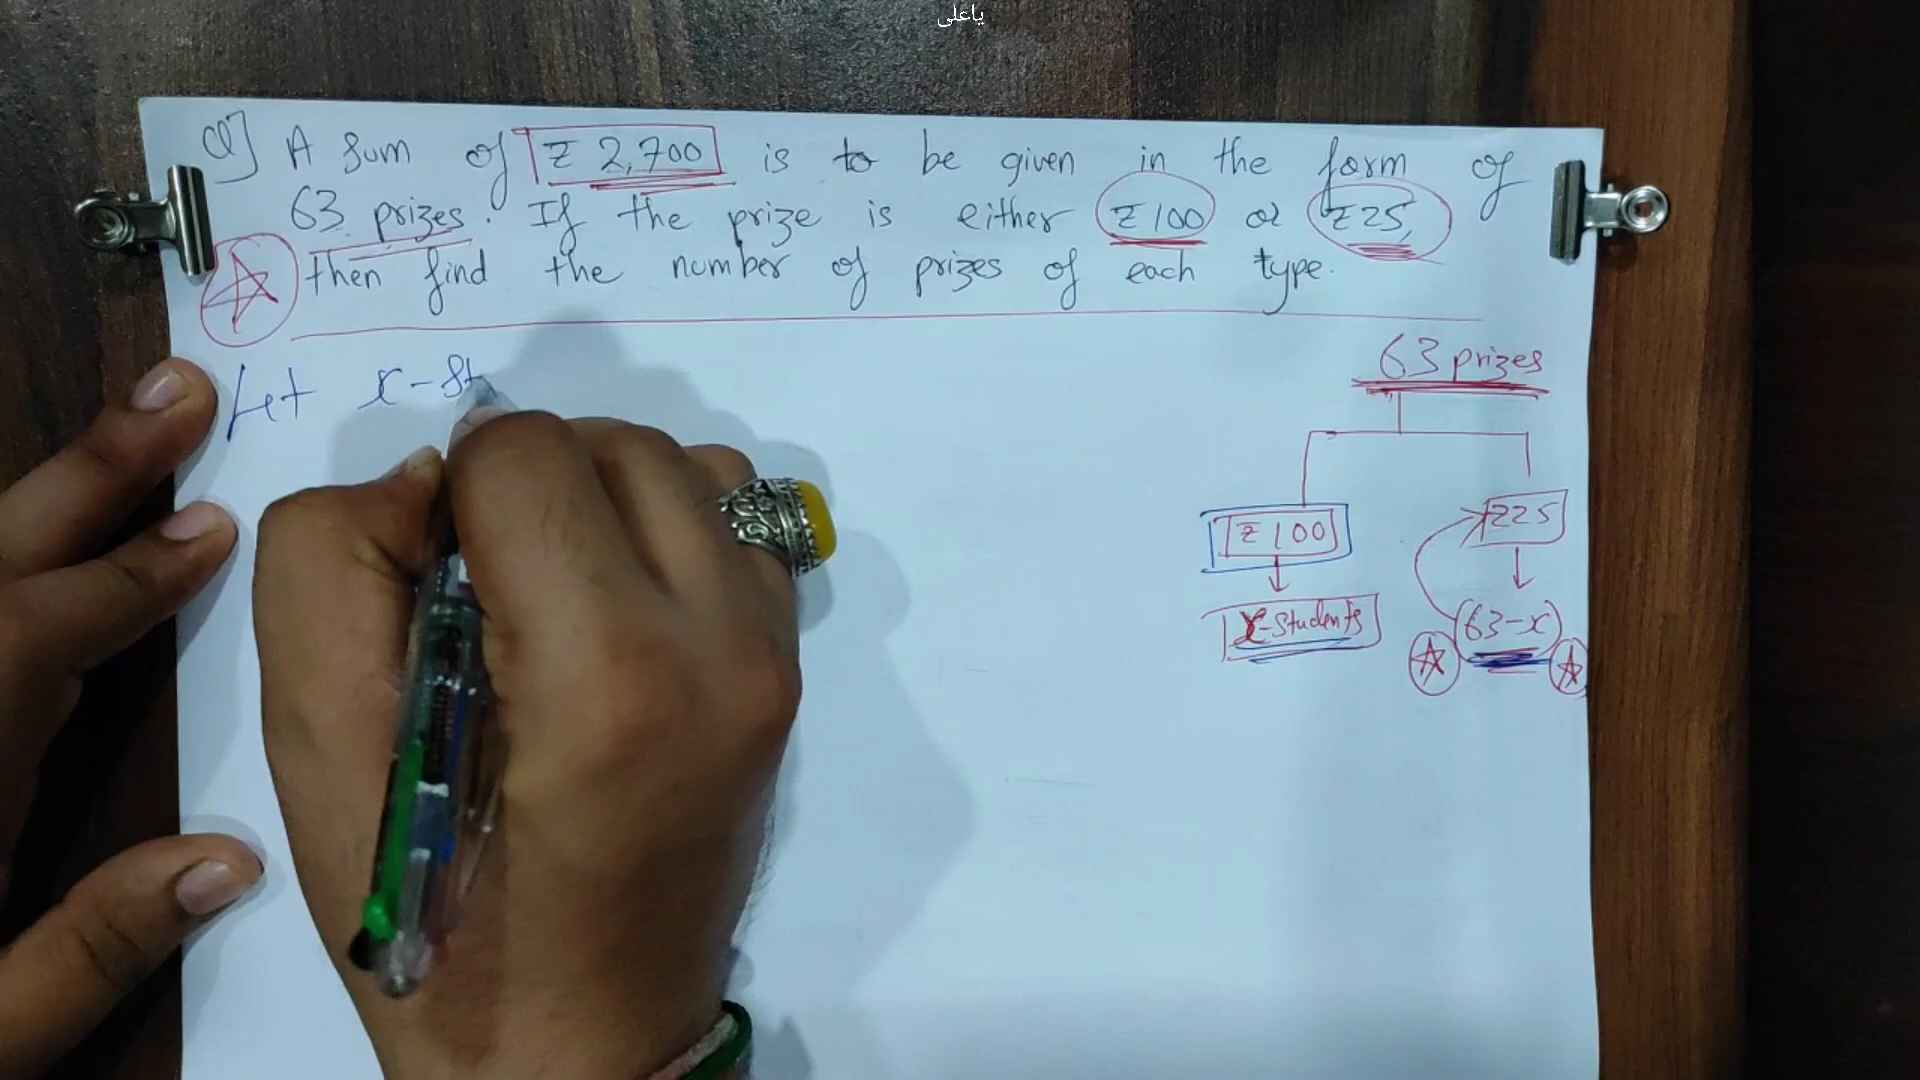 ياعلى
Q] A sum of ₹ 2,700 is to be given in the form of
63 prizes. If the prize is either ₹100 or ₹25,
then find the number of prizes of each type.
Let x-st
63 prizes
₹100 ₹25
x-students (63-x)